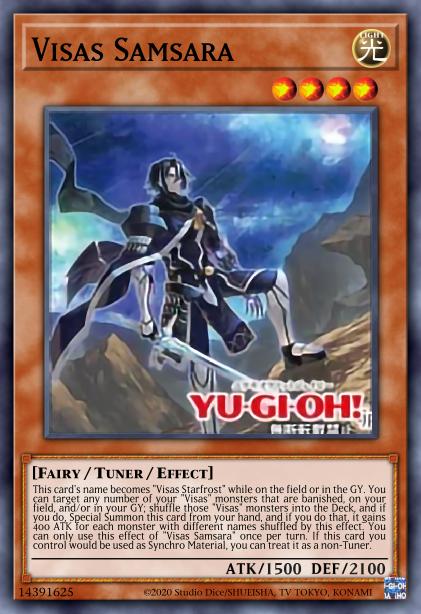 VISAS SAMSARA
LIGHT
光
YU-GI-OH!
[FAIRY / TUNER / EFFECT]
This card's name becomes "Visas Starfrost" while on the field or in the GY. You
can target any number of your "Visas" monsters that are banished, on your
field, and/or in your GY; shuffle those "Visas" monsters into the Deck, and if
you do, Special Summon this card from your hand, and if you do that, it gains
400 ATK for each monster with different names shuffled by this effect. You
can only use this effect of "Visas Samsara" once per turn. If this card you
control would be used as Synchro Material, you can treat it as a non-Tuner.
ATK/1500 DEF/2100
14391625
©2020 Studio Dice/SHUEISHA, TV TOKYO, KONAMI